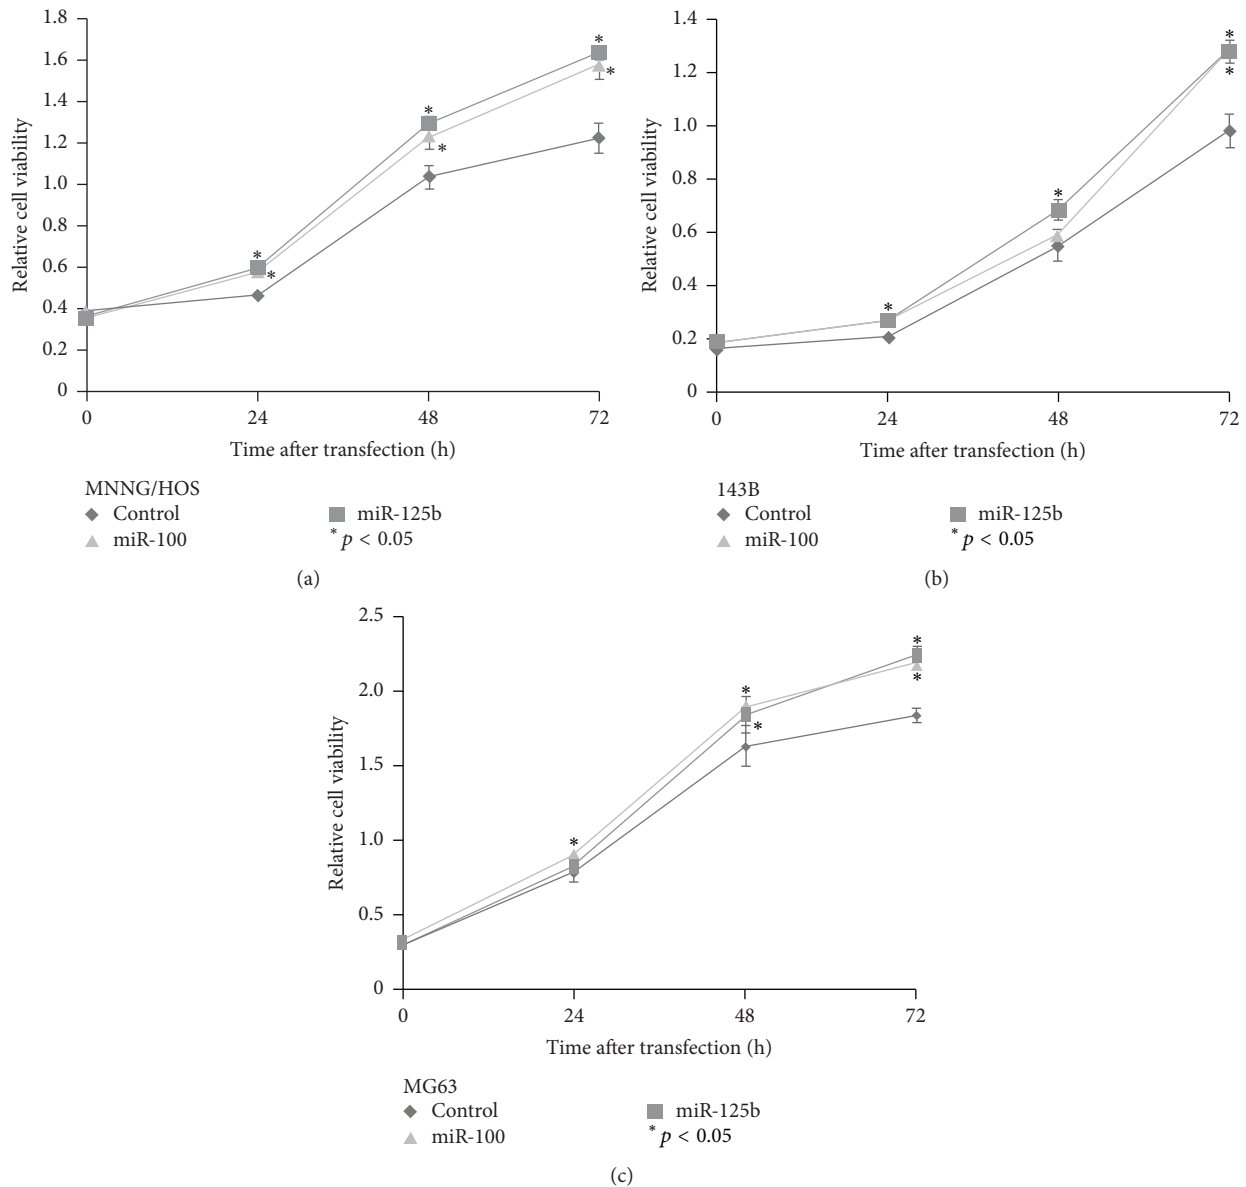 Relative cell viability
1.8
1.6
1.4
1.2
1.0
0.8
0.6
0.4
0.2
0
* *
* *
* *
0 24 48 72
Time after transfection (h)
MNNG/HOS
Control miR-125b
miR-100 * p < 0.05
(a)
Relative cell viability
1.4
1.2
1.0
0.8
0.6
0.4
0.2
0
*
*
* *
0 24 48 72
Time after transfection (h)
143B
Control miR-125b
miR-100 * p < 0.05
(b)
Relative cell viability
2.5
2.0
1.5
1.0
0.5
0
*
* *
* *
0 24 48 72
Time after transfection (h)
MG63
Control miR-125b
miR-100 * p < 0.05
(c)